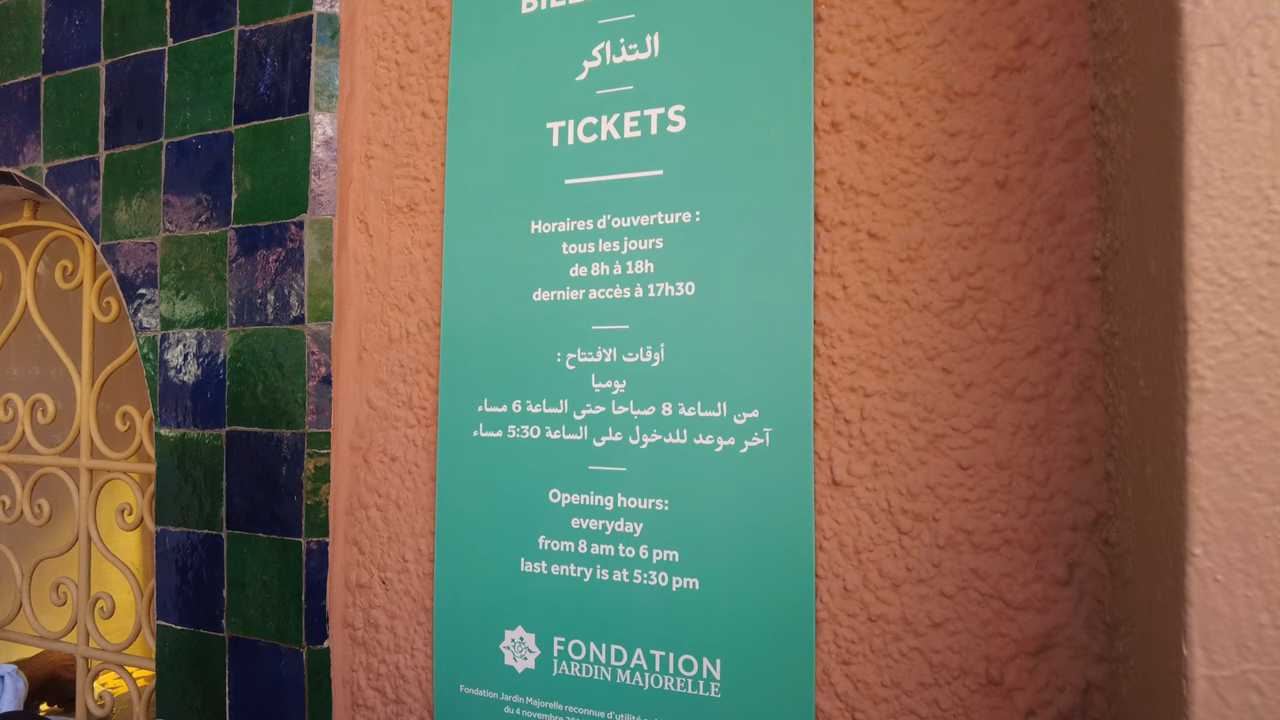 التذاكر
TICKETS
Horaires d'ouverture :
tous les jours
de 8h à 18h
dernier accès à 17h30
أوقات الافتتاح :
يوميا
من الساعة 8 صباحا حتى الساعة 6 مساء
آخر موعد للدخول على الساعة 5:30 مساء
Opening hours:
everyday
from 8 am to 6 pm
last entry is at 5:30 pm
FONDATION
JARDIN MAJORELLE
Fondation Jardin Majorelle reconnue d'utilité
du 4 novembre